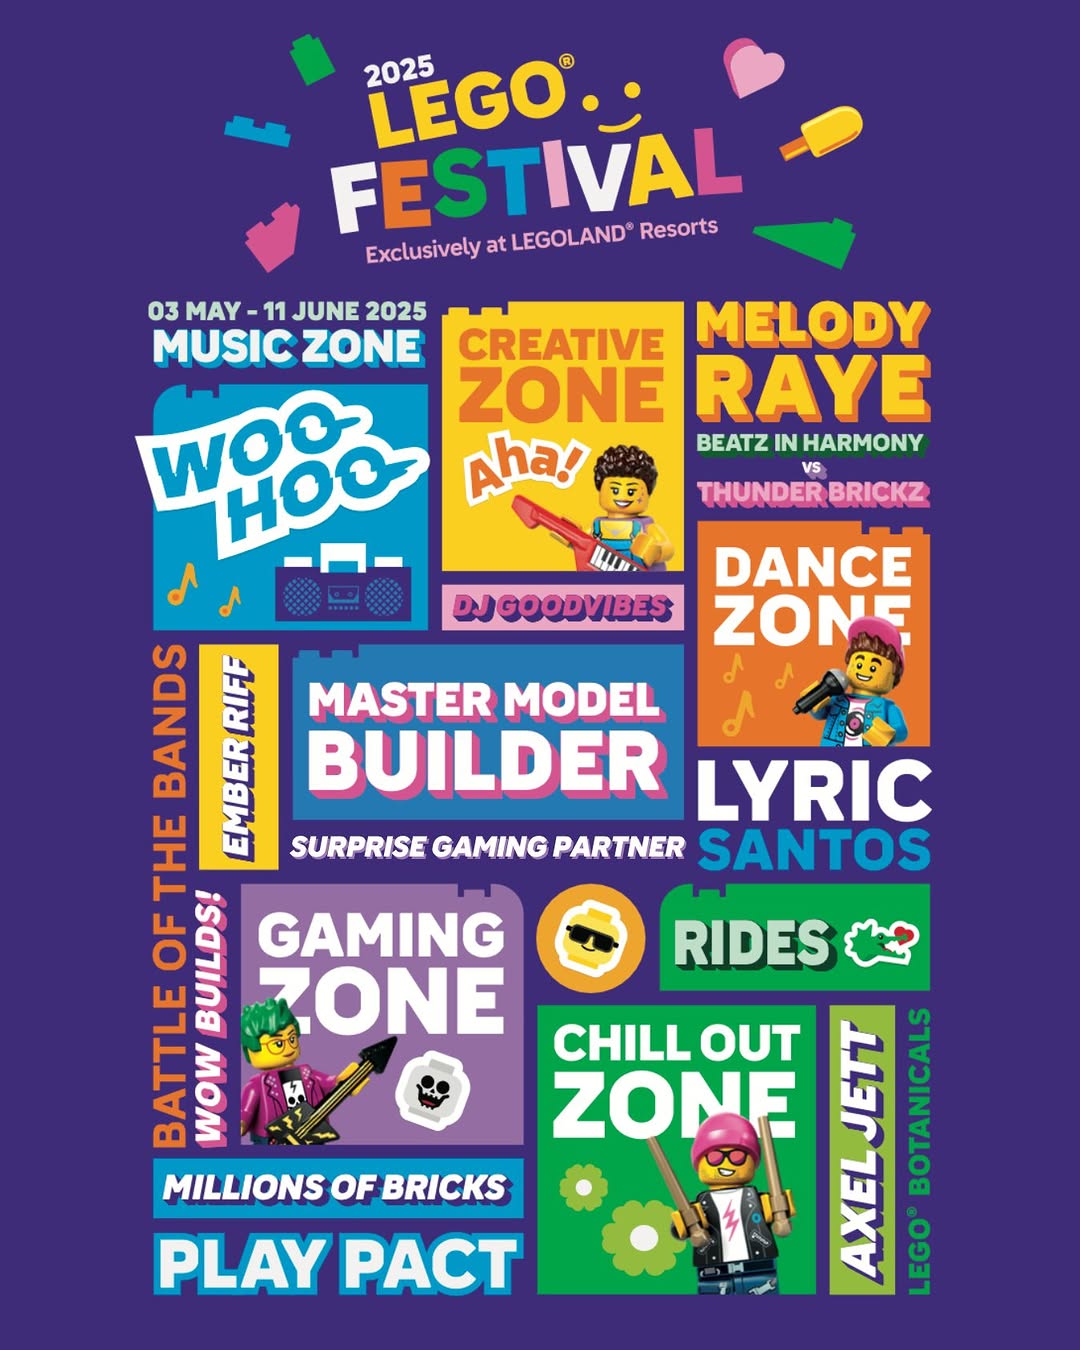 2025
LEGO®
FESTIVAL
Exclusively at LEGOLAND® Resorts
03 MAY - 11 JUNE 2025
MUSIC ZONE
WOO
HOO
CREATIVE
ZONE
Aha!
DJ GOODVIBES
MELODY
RAYE
BEATZ IN HARMONY
VS
THUNDER BRICKZ
DANCE
ZONE
BATTLE OF THE BANDS
EMBER RIFF
MASTER MODEL
BUILDER
SURPRISE GAMING PARTNER
LYRIC
SANTOS
WOW BUILDS!
GAMING
ZONE
RIDES
CHILL OUT
ZONE
AXEL JETT
LEGO® BOTANICALS
MILLIONS OF BRICKS
PLAY PACT